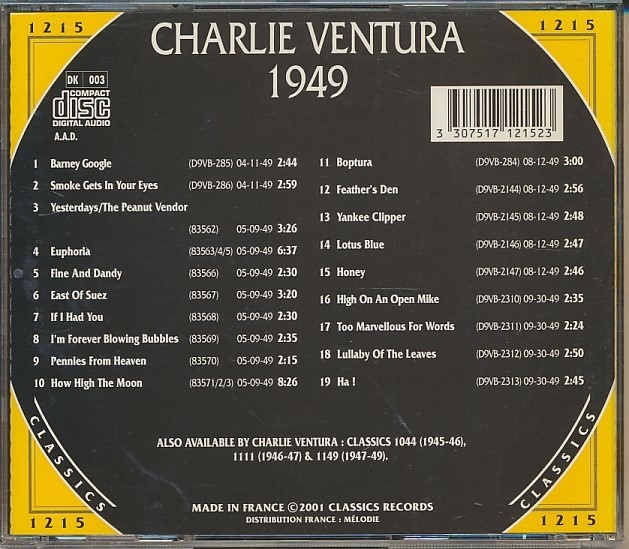 1215
1215
CHARLIE VENTURA
1949
DK 003
COMPACT
disc
DIGITAL AUDIO
A.A.D.
3 307517 121523
1 Barney Google (D9VB-285) 04-11-49 2:44
2 Smoke Gets In Your Eyes (D9VB-286) 04-11-49 2:59
3 Yesterdays/The Peanut Vendor
(83562) 05-09-49 3:26
4 Euphoria (83563/4/5) 05-09-49 6:37
5 Fine And Dandy (83566) 05-09-49 2:30
6 East Of Suez (83567) 05-09-49 3:20
7 If I Had You (83568) 05-09-49 2:30
8 I'm Forever Blowing Bubbles (83569) 05-09-49 2:35
9 Pennies From Heaven (83570) 05-09-49 2:15
10 How High The Moon (83571/2/3) 05-09-49 8:26
11 Boptura (D9VB-284) 08-12-49 3:00
12 Feather's Den (D9VB-2144) 08-12-49 2:56
13 Yankee Clipper (D9VB-2145) 08-12-49 2:48
14 Lotus Blue (D9VB-2146) 08-12-49 2:47
15 Honey (D9VB-2147) 08-12-49 2:46
16 High On An Open Mike (D9VB-2310) 09-30-49 2:35
17 Too Marvellous For Words (D9VB-2311) 09-30-49 2:24
18 Lullaby Of The Leaves (D9VB-2312) 09-30-49 2:50
19 Ha ! (D9VB-2313) 09-30-49 2:45
ALSO AVAILABLE BY CHARLIE VENTURA : CLASSICS 1044 (1945-46),
1111 (1946-47) & 1149 (1947-49).
CLASSICS
CLASSICS
MADE IN FRANCE ©2001 CLASSICS RECORDS
DISTRIBUTION FRANCE : MÉLODIE
1215
1215